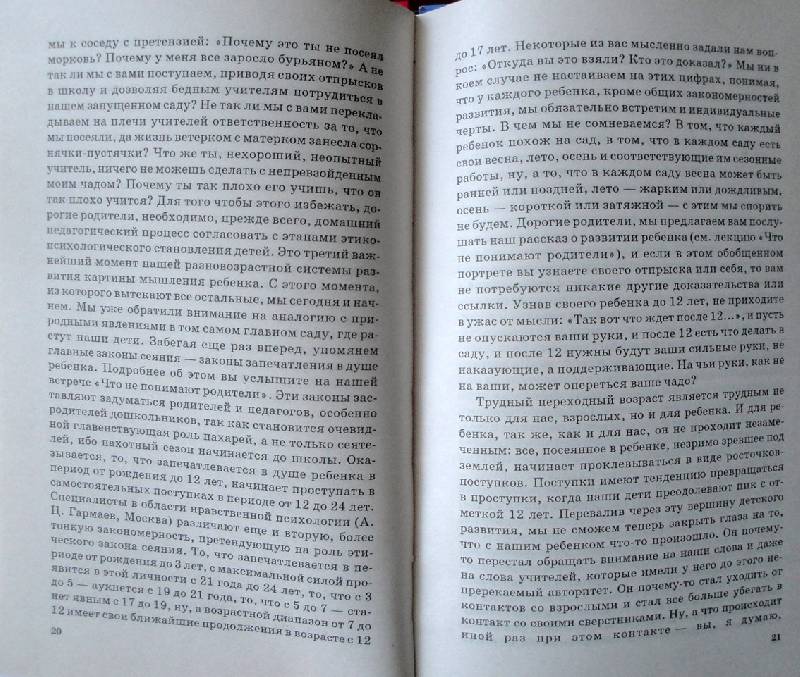 мы к соседу с претензией: «Почему это ты не посеял
морковь? Почему у меня все заросло бурьяном?» А не
так ли мы с вами поступаем, приводя своих отпрысков
в школу и дозволяя бедным учителям потрудиться в
нашем запущенном саду? Не так ли мы с вами перекла-
дываем на плечи учителей ответственность за то, что
мы посеяли, да жизнь ветерком с матерком занесла сор-
нячки-пустячки? Что же ты, нехороший, неопытный
учитель, ничего не можешь сделать с непревзойденным
моим чадом? Почему ты так плохо его учишь, что он
так плохо учится? Для того чтобы этого избежать, до-
рогие родители, необходимо, прежде всего, домашний
педагогический процесс согласовать с этапами этико-
психологического становления детей. Это третий важ-
нейший момент нашей разновозрастной системы раз-
вития картины мышления ребенка. С этого момента,
из которого вытекают все остальные, мы сегодня и нач-
нем. Мы уже обратили внимание на аналогию с при-
родными явлениями в том самом главном саду, где ра-
стут наши дети. Забегая еще раз вперед, упомянем
главные законы сеяния — законы запечатления в душе
ребенка. Подробнее об этом вы услышите на нашей
встрече «Что не понимают родители». Эти законы зас-
тавляют задуматься родителей и педагогов, особенно
родителей дошкольников, так как становится очевид-
ной главенствующая роль пахарей, а не только сеяте-
лей, ибо пахотный сезон начинается до школы. Ока-
зывается, то, что запечатлевается в душе ребенка в
период от рождения до 12 лет, начинает проступать в
самостоятельных поступках в периоде от 12 до 24 лет.
Специалисты в области нравственной психологии (А.
Ц. Гармаев, Москва) различают еще и вторую, более
тонкую закономерность, претендующую на роль эти-
ческого закона сеяния. То, что запечатлевается в пе-
риоде от рождения до 3 лет, с максимальной силой про-
явится в этой личности с 21 года до 24 лет, то, что с 3
до 5 — аукнется с 19 до 21 года, то, что с 5 до 7 — ста-
нет явным с 17 до 19, ну, а возрастной диапазон от 7 до
12 имеет свои ближайшие продолжения в возрасте с 12
20
до 17 лет. Некоторые из вас мысленно задали нам воп-
рос: «Откуда вы это взяли? Кто это доказал?» Мы ни в
коем случае не настаиваем на этих цифрах, понимая,
что у каждого ребенка, кроме общих закономерностей
развития, мы обязательно встретим и индивидуальные
черты. В чем мы не сомневаемся? В том, что каждый
ребенок похож на сад, в том, что в каждом саду есть
свои весна, лето, осень и соответствующие им сезонные
работы, ну, а то, что в каждом саду весна может быть
ранней или поздней, лето — жарким или дождливым,
осень — короткой или затяжной — с этим мы спорить
не будем. Дорогие родители, мы предлагаем вам послу-
шать наш рассказ о развитии ребенка (см. лекцию «Что
не понимают родители»), и если в этом обобщенном
портрете вы узнаете своего отпрыска или себя, то вам
не потребуются никакие другие доказательства или
ссылки. Узнав своего ребенка до 12 лет, не приходите
в ужас от мысли: «Так вот что ждет после 12...», и пусть
не опускаются ваши руки, и после 12 есть что делать в
саду, и после 12 нужны будут ваши сильные руки, не
наказующие, а поддерживающие. На чьи руки, как не
на ваши, может опереться ваше чадо?
Трудный переходный возраст является трудным не
только для нас, взрослых, но и для ребенка. И для ре-
бенка, так же, как и для нас, он не проходит незаме-
ченным: все, посеянное в ребенке, незримо зревшее под
землей, начинает проклевываться в виде росточков-
поступков. Поступки имеют тенденцию превращаться
в проступки, когда наши дети преодолевают пик с от-
меткой 12 лет. Перевалив через эту вершину детского
развития, мы не сможем теперь закрыть глаза на то,
что с нашим ребенком что-то произошло. Он почему-
то перестал обращать внимание на наши слова и даже
на слова учителей, которые имели у него до этого не-
пререкаемый авторитет. Он почему-то стал уходить от
контактов со взрослыми и стал все больше убегать в
контакт со своими сверстниками. Ну, а что происходит
иной раз при этом контакте — вы, я думаю,
21